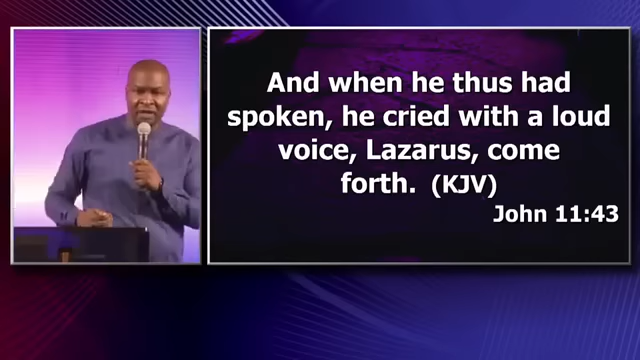 And when he thus had
spoken, he cried with a loud
voice, Lazarus, come
forth. (KJV)
John 11:43